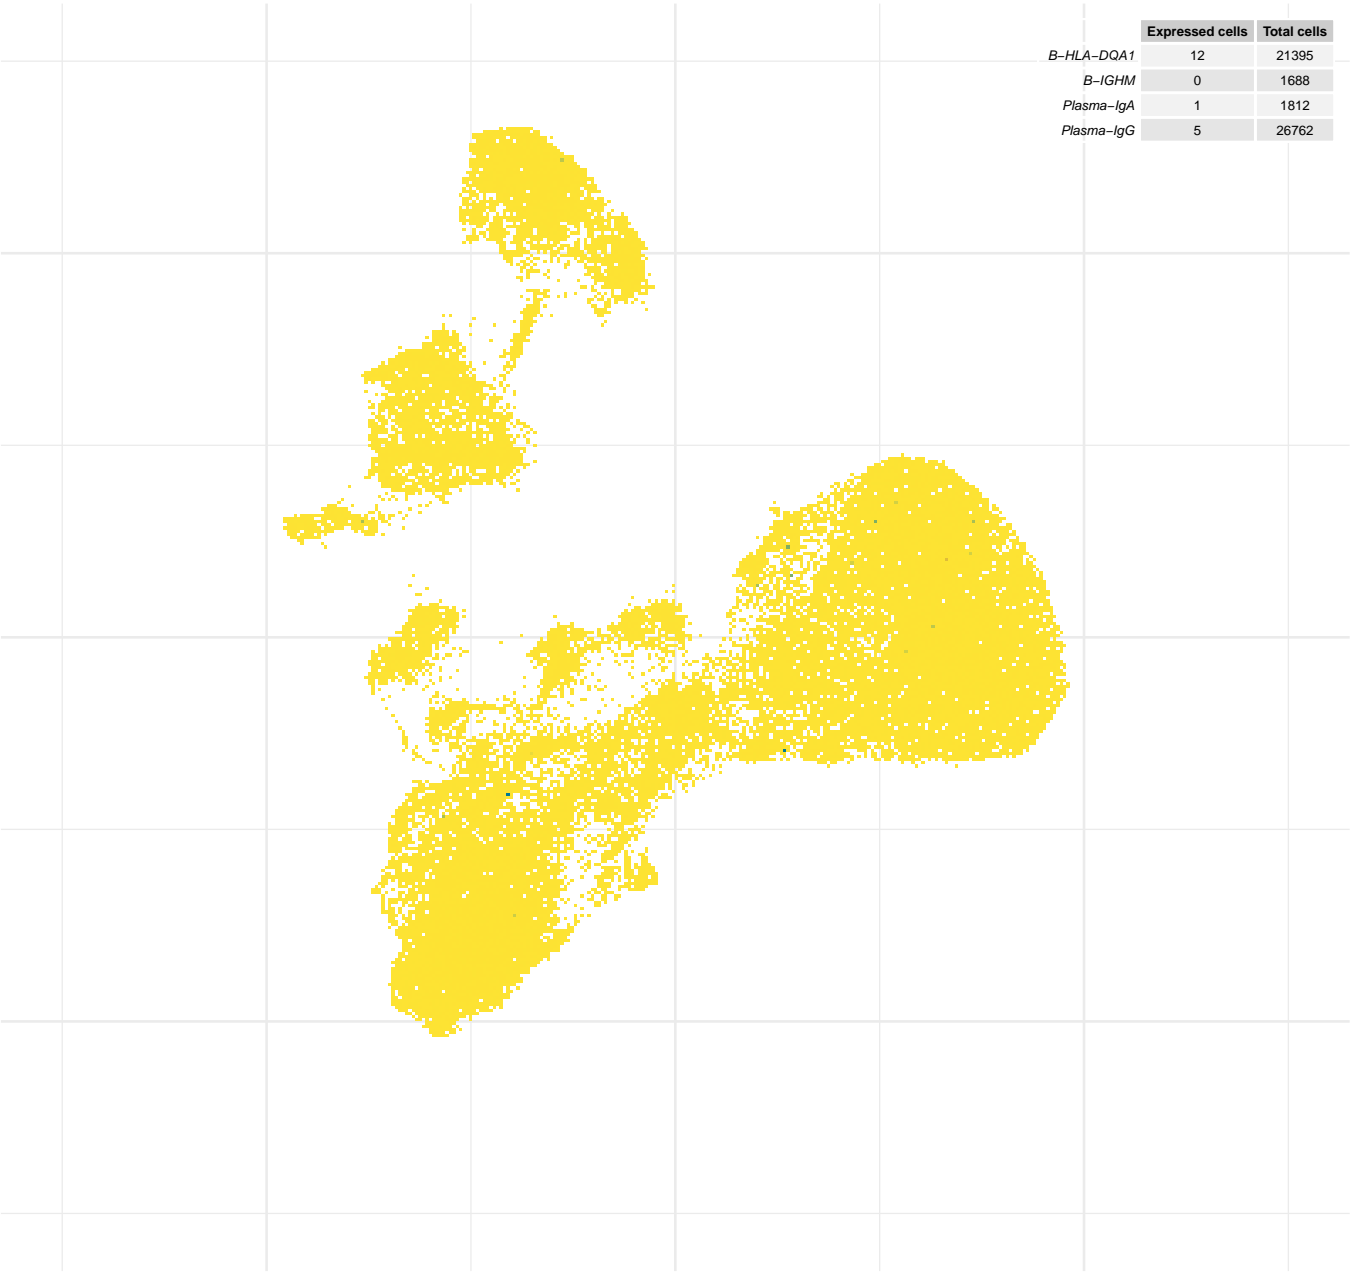 Expressed cells Total cells
B−HLA−DQA1 12 21395
B−IGHM 0 1688
Plasma−IgA 1 1812
Plasma−IgG 5 26762